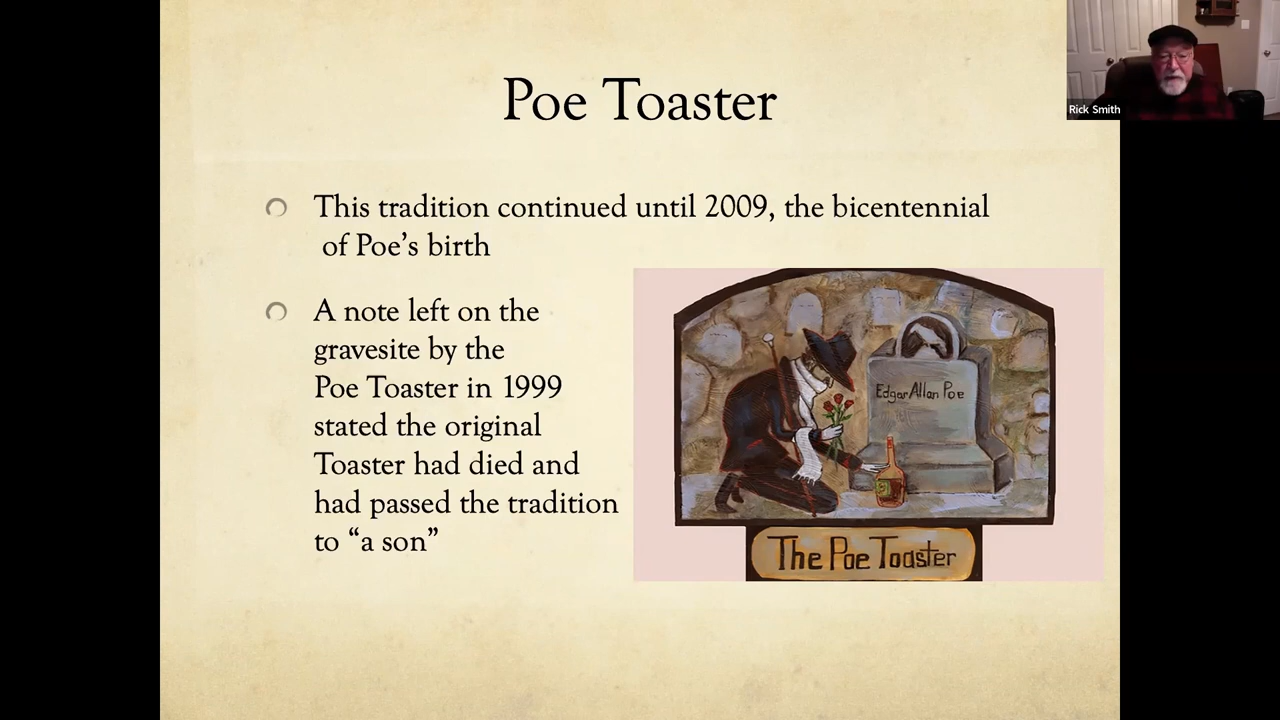 Poe Toaster
Rick Smith
This tradition continued until 2009, the bicentennial
of Poe’s birth
A note left on the
gravesite by the
Poe Toaster in 1999
stated the original
Toaster had died and
had passed the tradition
to “a son”
Edgar Allan Poe
The Poe Toaster